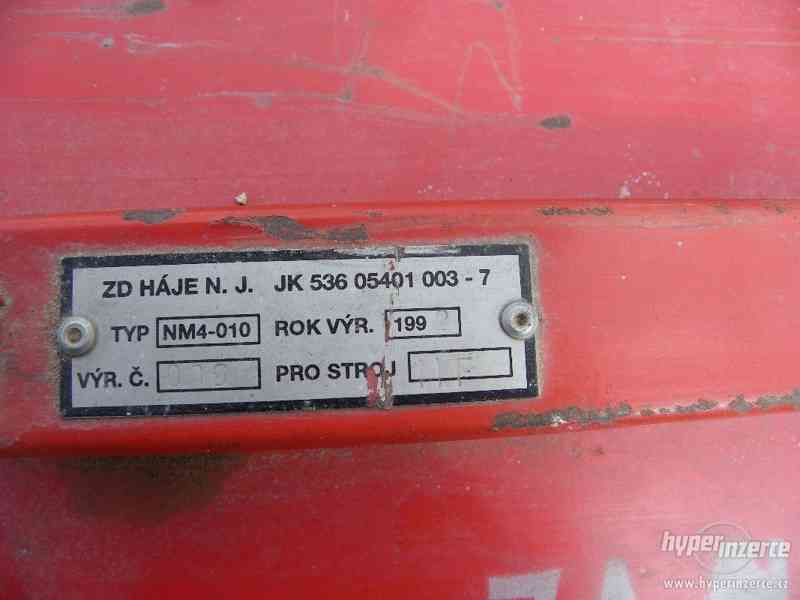 ZD HÁJE N. J. JK 536 05401 003 - 7
TYP NM4-010 ROK VÝR. 199
VÝR. Č. PRO STROJ
hyperinzerce
www.hyperinzerce.cz